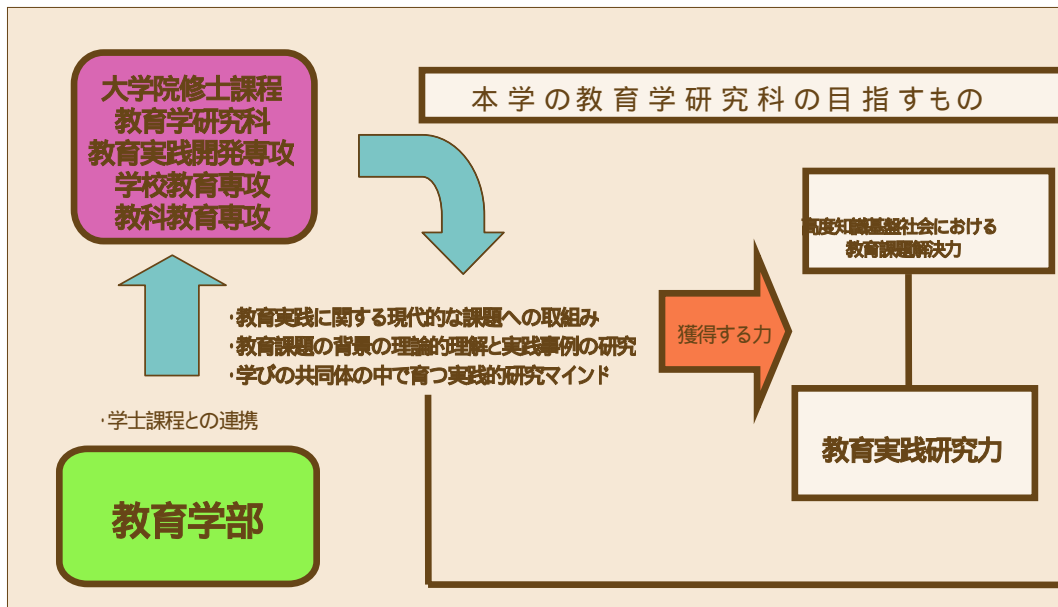 大学院修士課程
教育学研究科
教育実践開発専攻
学校教育専攻
教科教育専攻
本学の教育学研究科の目指すもの
高度知識基盤社会における
教育課題解決力
・教育実践に関する現代的な課題への取組み
・教育課題の背景の理論的理解と実践事例の研究
・学びの共同体の中で育つ実践的研究マインド
獲得する力
・学士課程との連携
教育実践研究力
教育学部